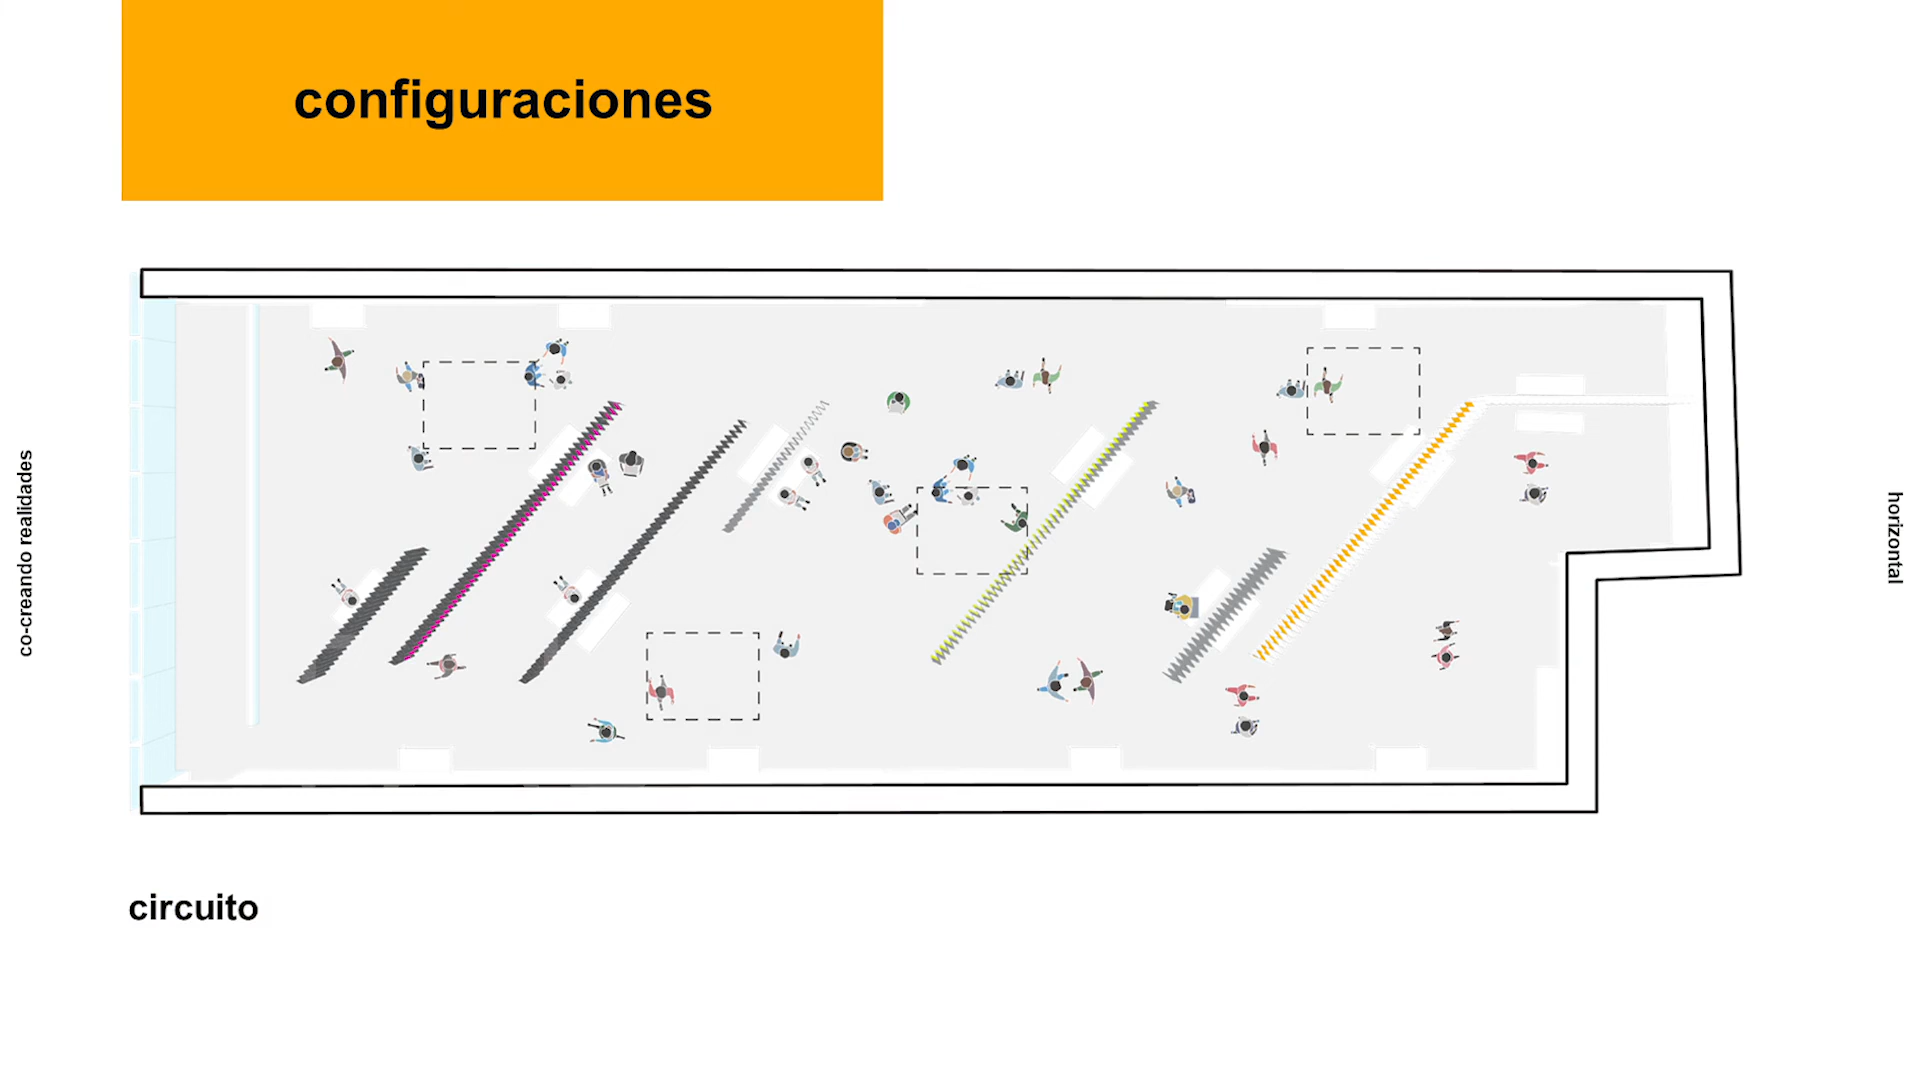 configuraciones
co-creando realidades
horizontal
circuito